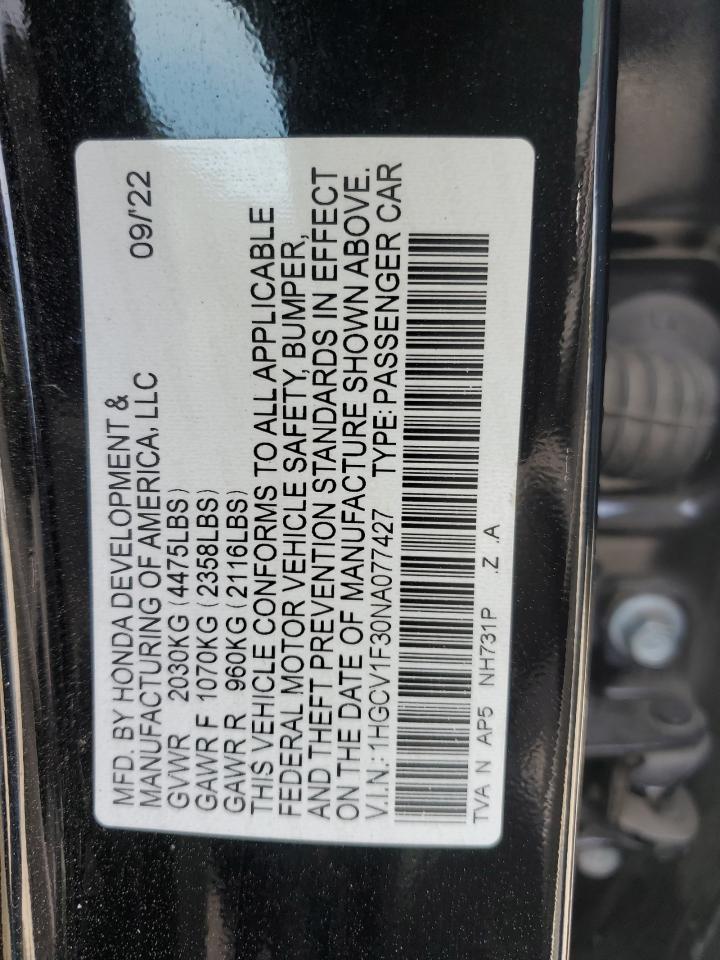 MFD. BY HONDA DEVELOPMENT &
MANUFACTURING OF AMERICA, LLC 09/'22
GVWR 2030KG (4475LBS)
GAWR F 1070KG (2358LBS)
GAWR R 960KG (2116LBS)
THIS VEHICLE CONFORMS TO ALL APPLICABLE
FEDERAL MOTOR VEHICLE SAFETY, BUMPER,
AND THEFT PREVENTION STANDARDS IN EFFECT
ON THE DATE OF MANUFACTURE SHOWN ABOVE.
V.I.N.: 1HGCV1F30NA077427 TYPE: PASSENGER CAR
TVA N AP5 NH731P .Z .A